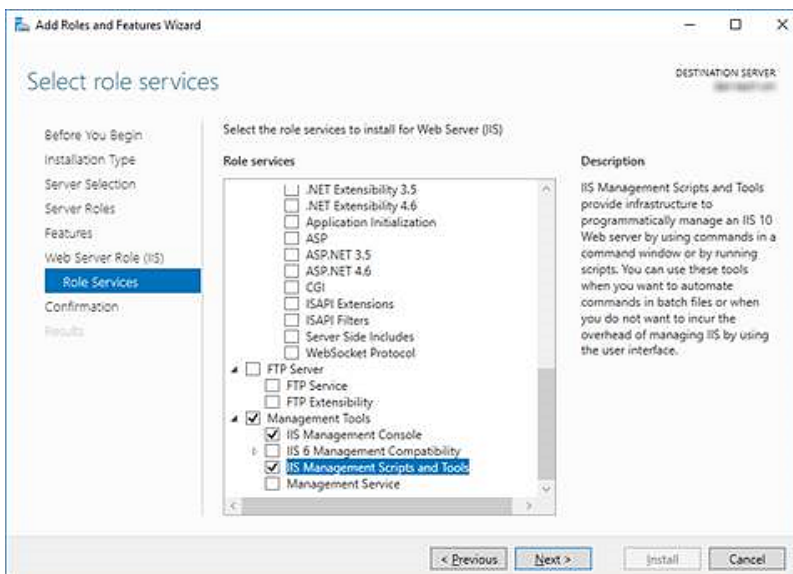 Add Roles and Features Wizard
Select role services
DESTINATION SERVER
Before You Begin
Installation Type
Server Selection
Server Roles
Features
Web Server Role (IIS)
Role Services
Confirmation
Results
Select the role services to install for Web Server (IIS)
Role services
.NET Extensibility 3.5
.NET Extensibility 4.6
Application Initialization
ASP
ASP.NET 3.5
ASP.NET 4.6
CGI
ISAPI Extensions
ISAPI Filters
Server Side Includes
WebSocket Protocol
FTP Server
FTP Service
FTP Extensibility
Management Tools
IIS Management Console
IIS 6 Management Compatibility
IIS Management Scripts and Tools
Management Service
Description
IIS Management Scripts and Tools
provide infrastructure to
programmatically manage an IIS 10
Web server by using commands in a
command window or by running
scripts. You can use these tools
when you want to automate
commands in batch files or when
you do not want to incur the
overhead of managing IIS by using
the user interface.
< Previous
Next >
Install
Cancel